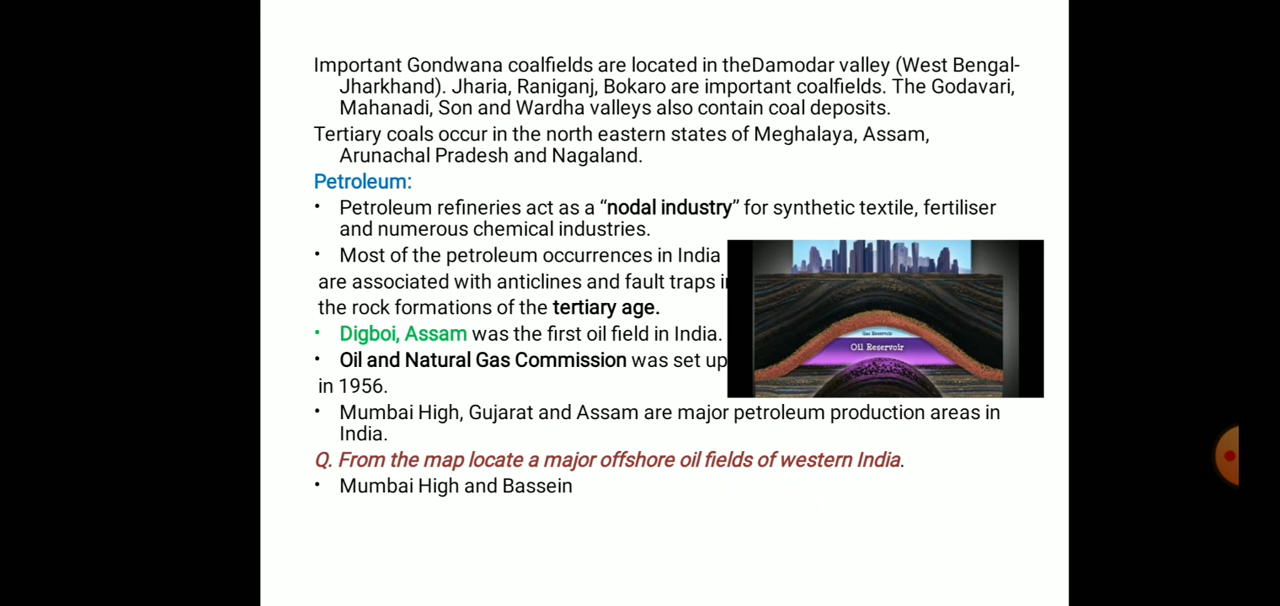 Important Gondwana coalfields are located in theDamodar valley (West Bengal-
Jharkhand). Jharia, Raniganj, Bokaro are important coalfields. The Godavari,
Mahanadi, Son and Wardha valleys also contain coal deposits.
Tertiary coals occur in the north eastern states of Meghalaya, Assam,
Arunachal Pradesh and Nagaland.
Petroleum:
• Petroleum refineries act as a “nodal industry” for synthetic textile, fertiliser
and numerous chemical industries.
• Most of the petroleum occurrences in India
are associated with anticlines and fault traps
the rock formations of the tertiary age.
• Digboi, Assam was the first oil field in India.
• Oil and Natural Gas Commission was set up
in 1956.
Gas Reservoir
Oil Reservoir
• Mumbai High, Gujarat and Assam are major petroleum production areas in
India.
Q. From the map locate a major offshore oil fields of western India.
• Mumbai High and Bassein